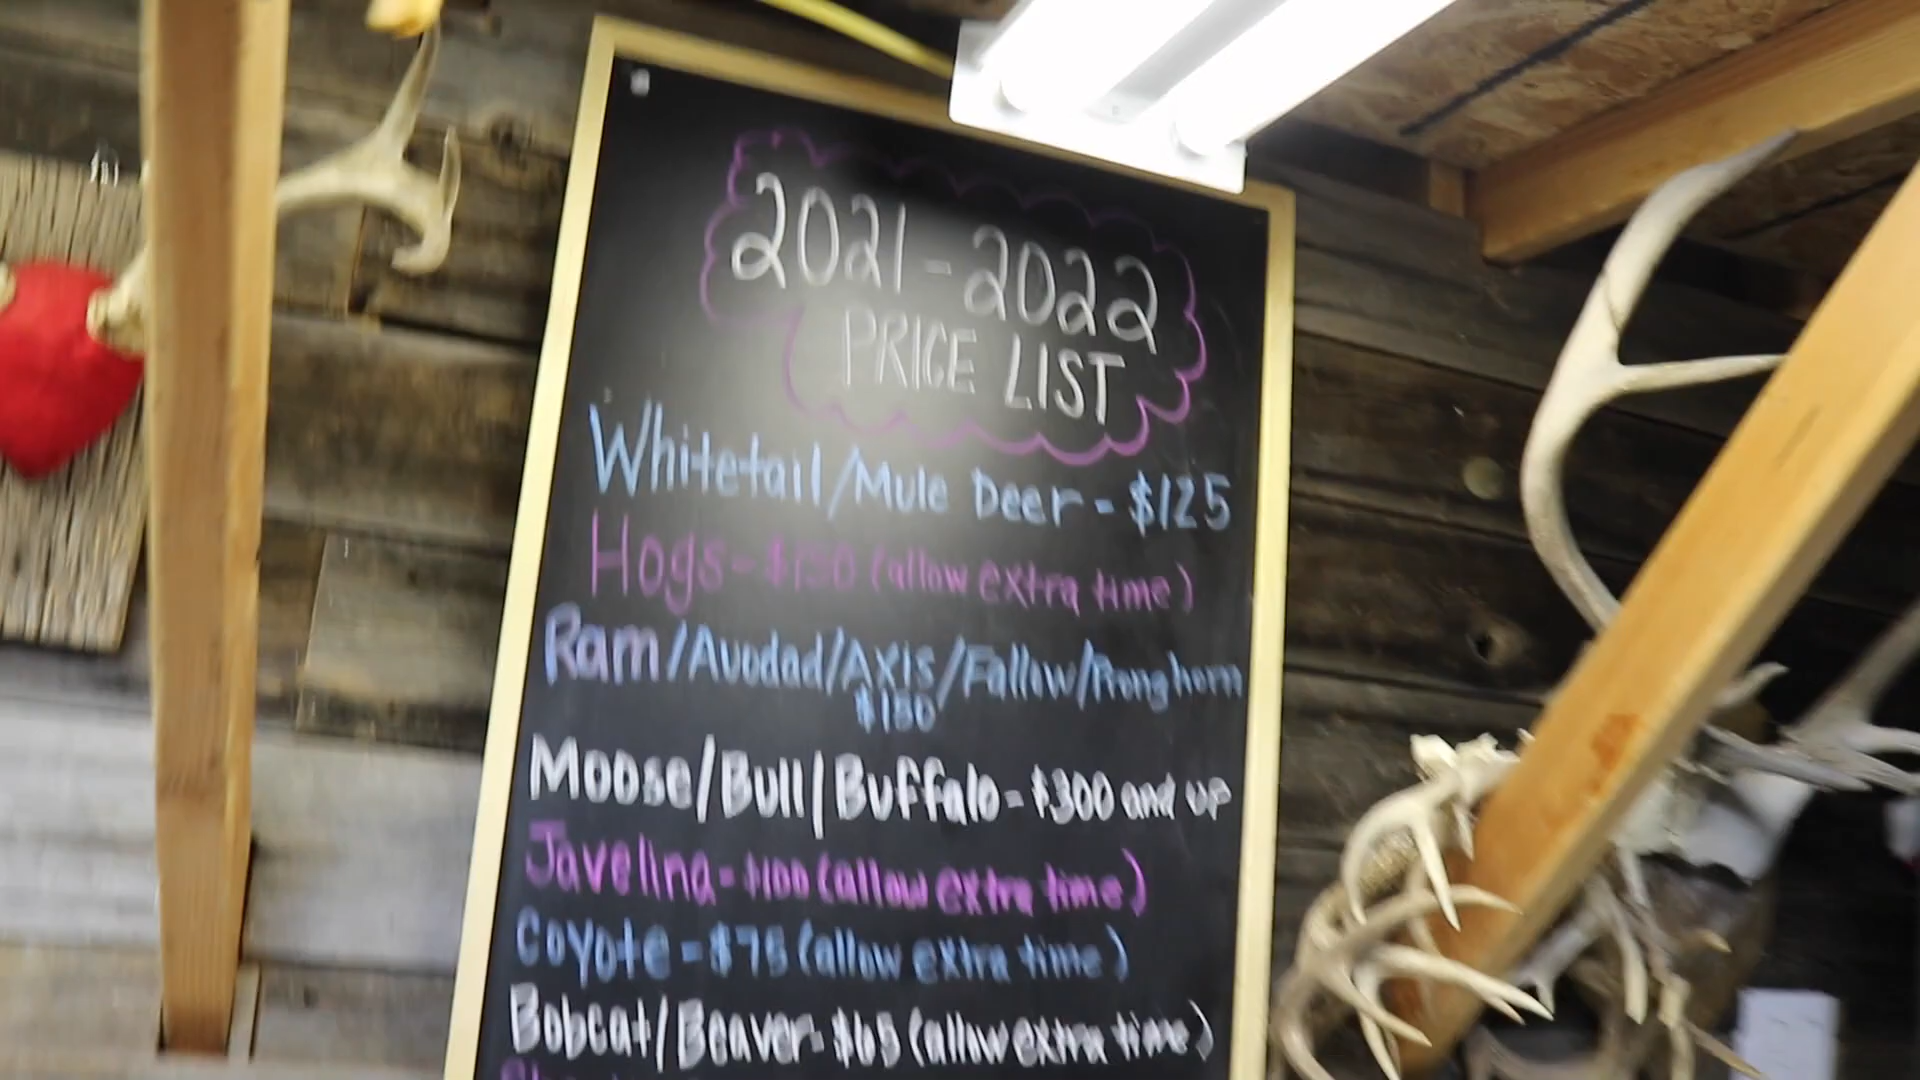 2021-2022
PRICE LIST
Whitetail/Mule Deer - $125
Hogs - $150 (allow extra time)
Ram/Auodad/Axis/Fallow/Pronghorn
$150
Moose/Bull/Buffalo - $300 and up
Javelina - $100 (allow extra time)
Coyote - $75 (allow extra time)
Bobcat/Beaver - $65 (allow extra time)